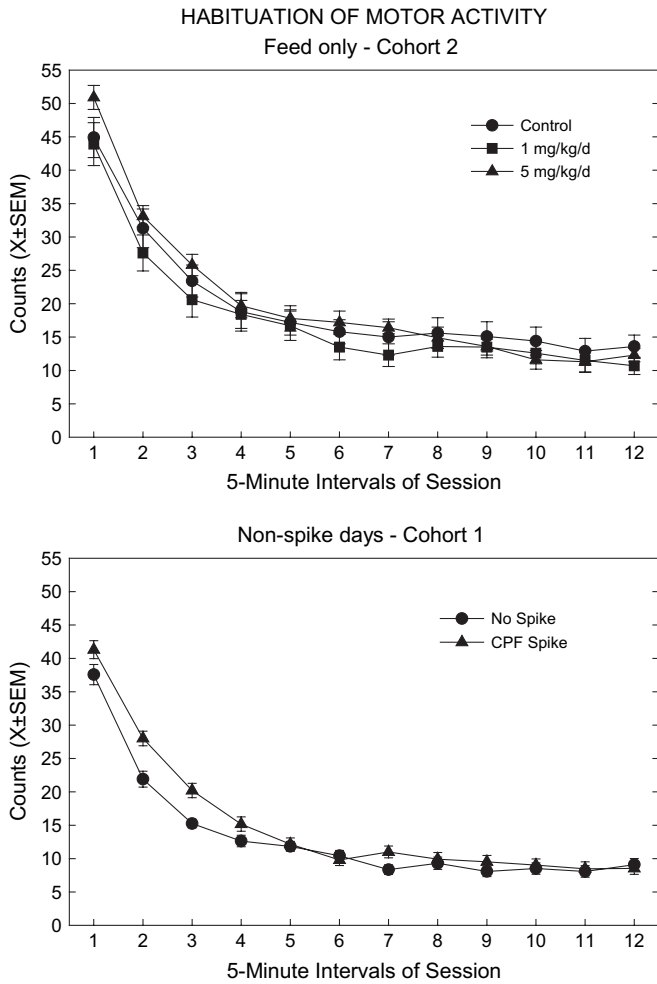 HABITUATION OF MOTOR ACTIVITY
Feed only - Cohort 2
55
50
45
40
35
30
25
20
15
10
5
0
Counts (X±SEM)
Control
1 mg/kg/d
5 mg/kg/d
1 2 3 4 5 6 7 8 9 10 11 12
5-Minute Intervals of Session
Non-spike days - Cohort 1
55
50
45
40
35
30
25
20
15
10
5
0
Counts (X±SEM)
No Spike
CPF Spike
1 2 3 4 5 6 7 8 9 10 11 12
5-Minute Intervals of Session